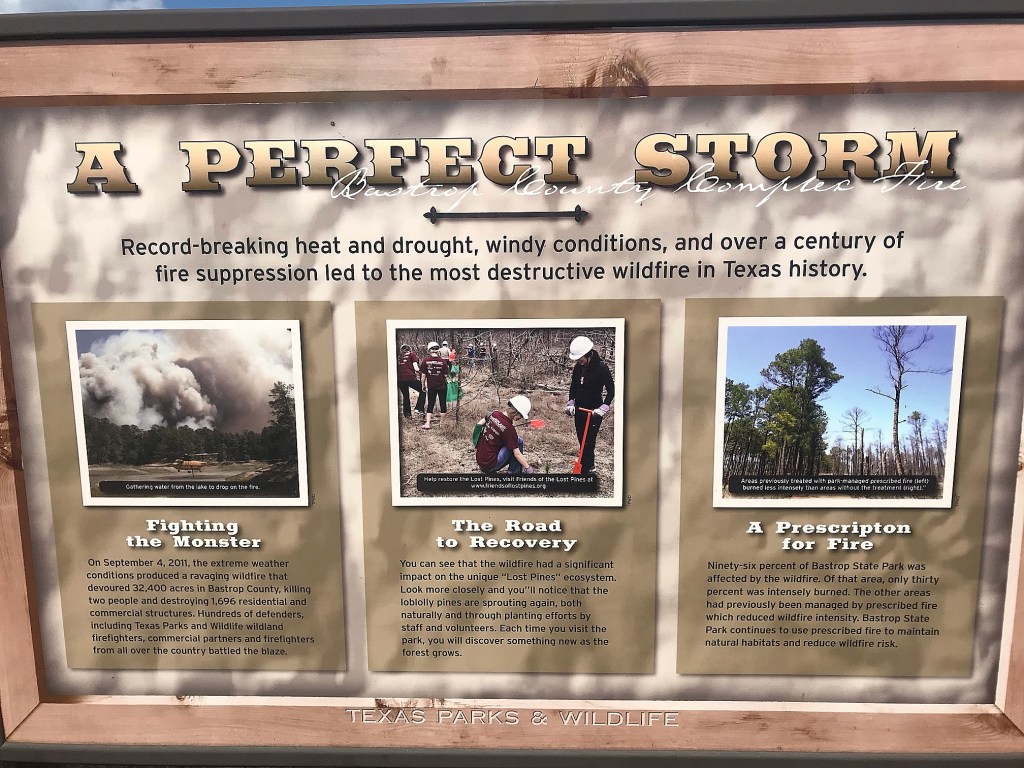 A PERFECT STORM
Bastrop County Complex Fire
Record-breaking heat and drought, windy conditions, and over a century of
fire suppression led to the most destructive wildfire in Texas history.
Gathering water from the lake to drop on the fire.
Fighting
the Monster
On September 4, 2011, the extreme weather
conditions produced a ravaging wildfire that
devoured 32,400 acres in Bastrop County, killing
two people and destroying 1,696 residential and
commercial structures. Hundreds of defenders,
including Texas Parks and Wildlife wildland
firefighters, commercial partners and firefighters
from all over the country battled the blaze.
Help restore the Lost Pines, visit Friends of the Lost Pines at
www.friendsoflostpines.org
The Road
to Recovery
You can see that the wildfire had a significant
impact on the unique "Lost Pines" ecosystem.
Look more closely and you"ll notice that the
loblolly pines are sprouting again, both
naturally and through planting efforts by
staff and volunteers. Each time you visit the
park, you will discover something new as the
forest grows.
Areas previously treated with park-managed prescribed fire (left)
burned less intensely than areas without the treatment (right)."
A Prescripton
for Fire
Ninety-six percent of Bastrop State Park was
affected by the wildfire. Of that area, only thirty
percent was intensely burned. The other areas
had previously been managed by prescribed fire
which reduced wildfire intensity. Bastrop State
Park continues to use prescribed fire to maintain
natural habitats and reduce wildfire risk.
TEXAS PARKS & WILDLIFE